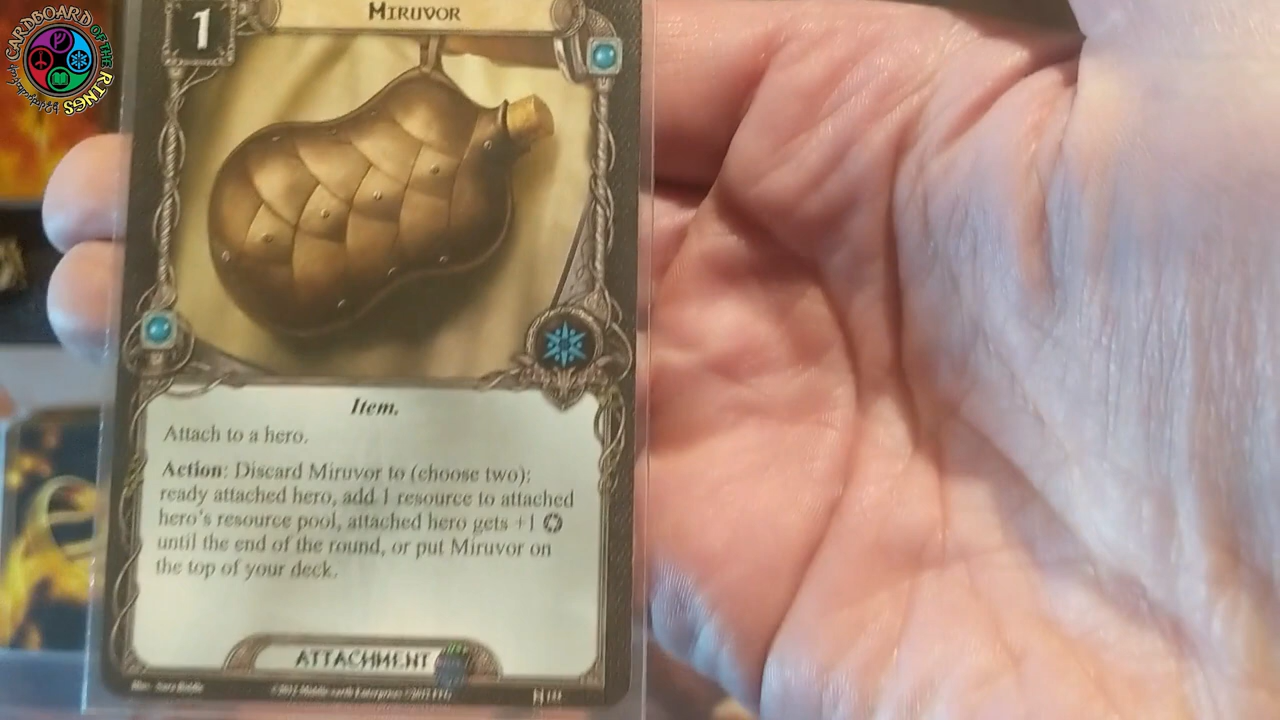 CARDBOARD OF THE RINGS
1
MIRUVOR
Item.
Attach to a hero.
Action: Discard Miruvor to (choose two):
ready attached hero, add 1 resource to attached
hero's resource pool, attached hero gets +1
until the end of the round, or put Miruvor on
the top of your deck.
ATTACHMENT